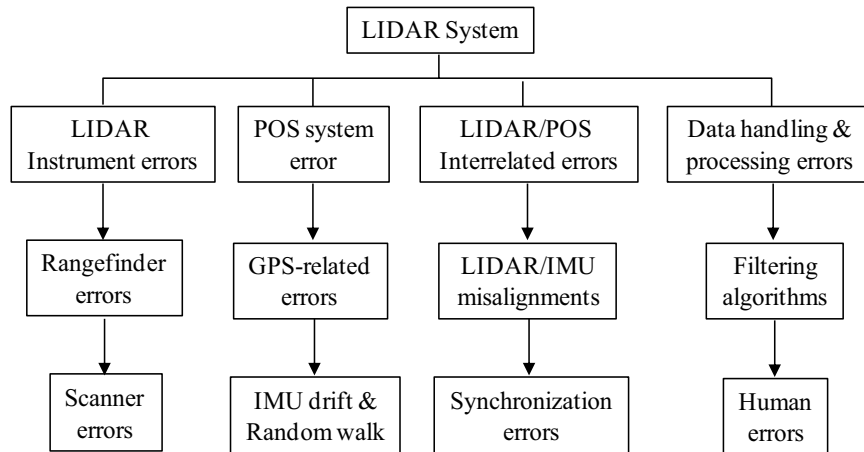 LIDAR System
LIDAR
Instrument errors
POS system
error
LIDAR/POS
Interrelated errors
Data handling &
processing errors
Rangefinder
errors
GPS-related
errors
LIDAR/IMU
misalignments
Filtering
algorithms
Scanner
errors
IMU drift &
Random walk
Synchronization
errors
Human
errors